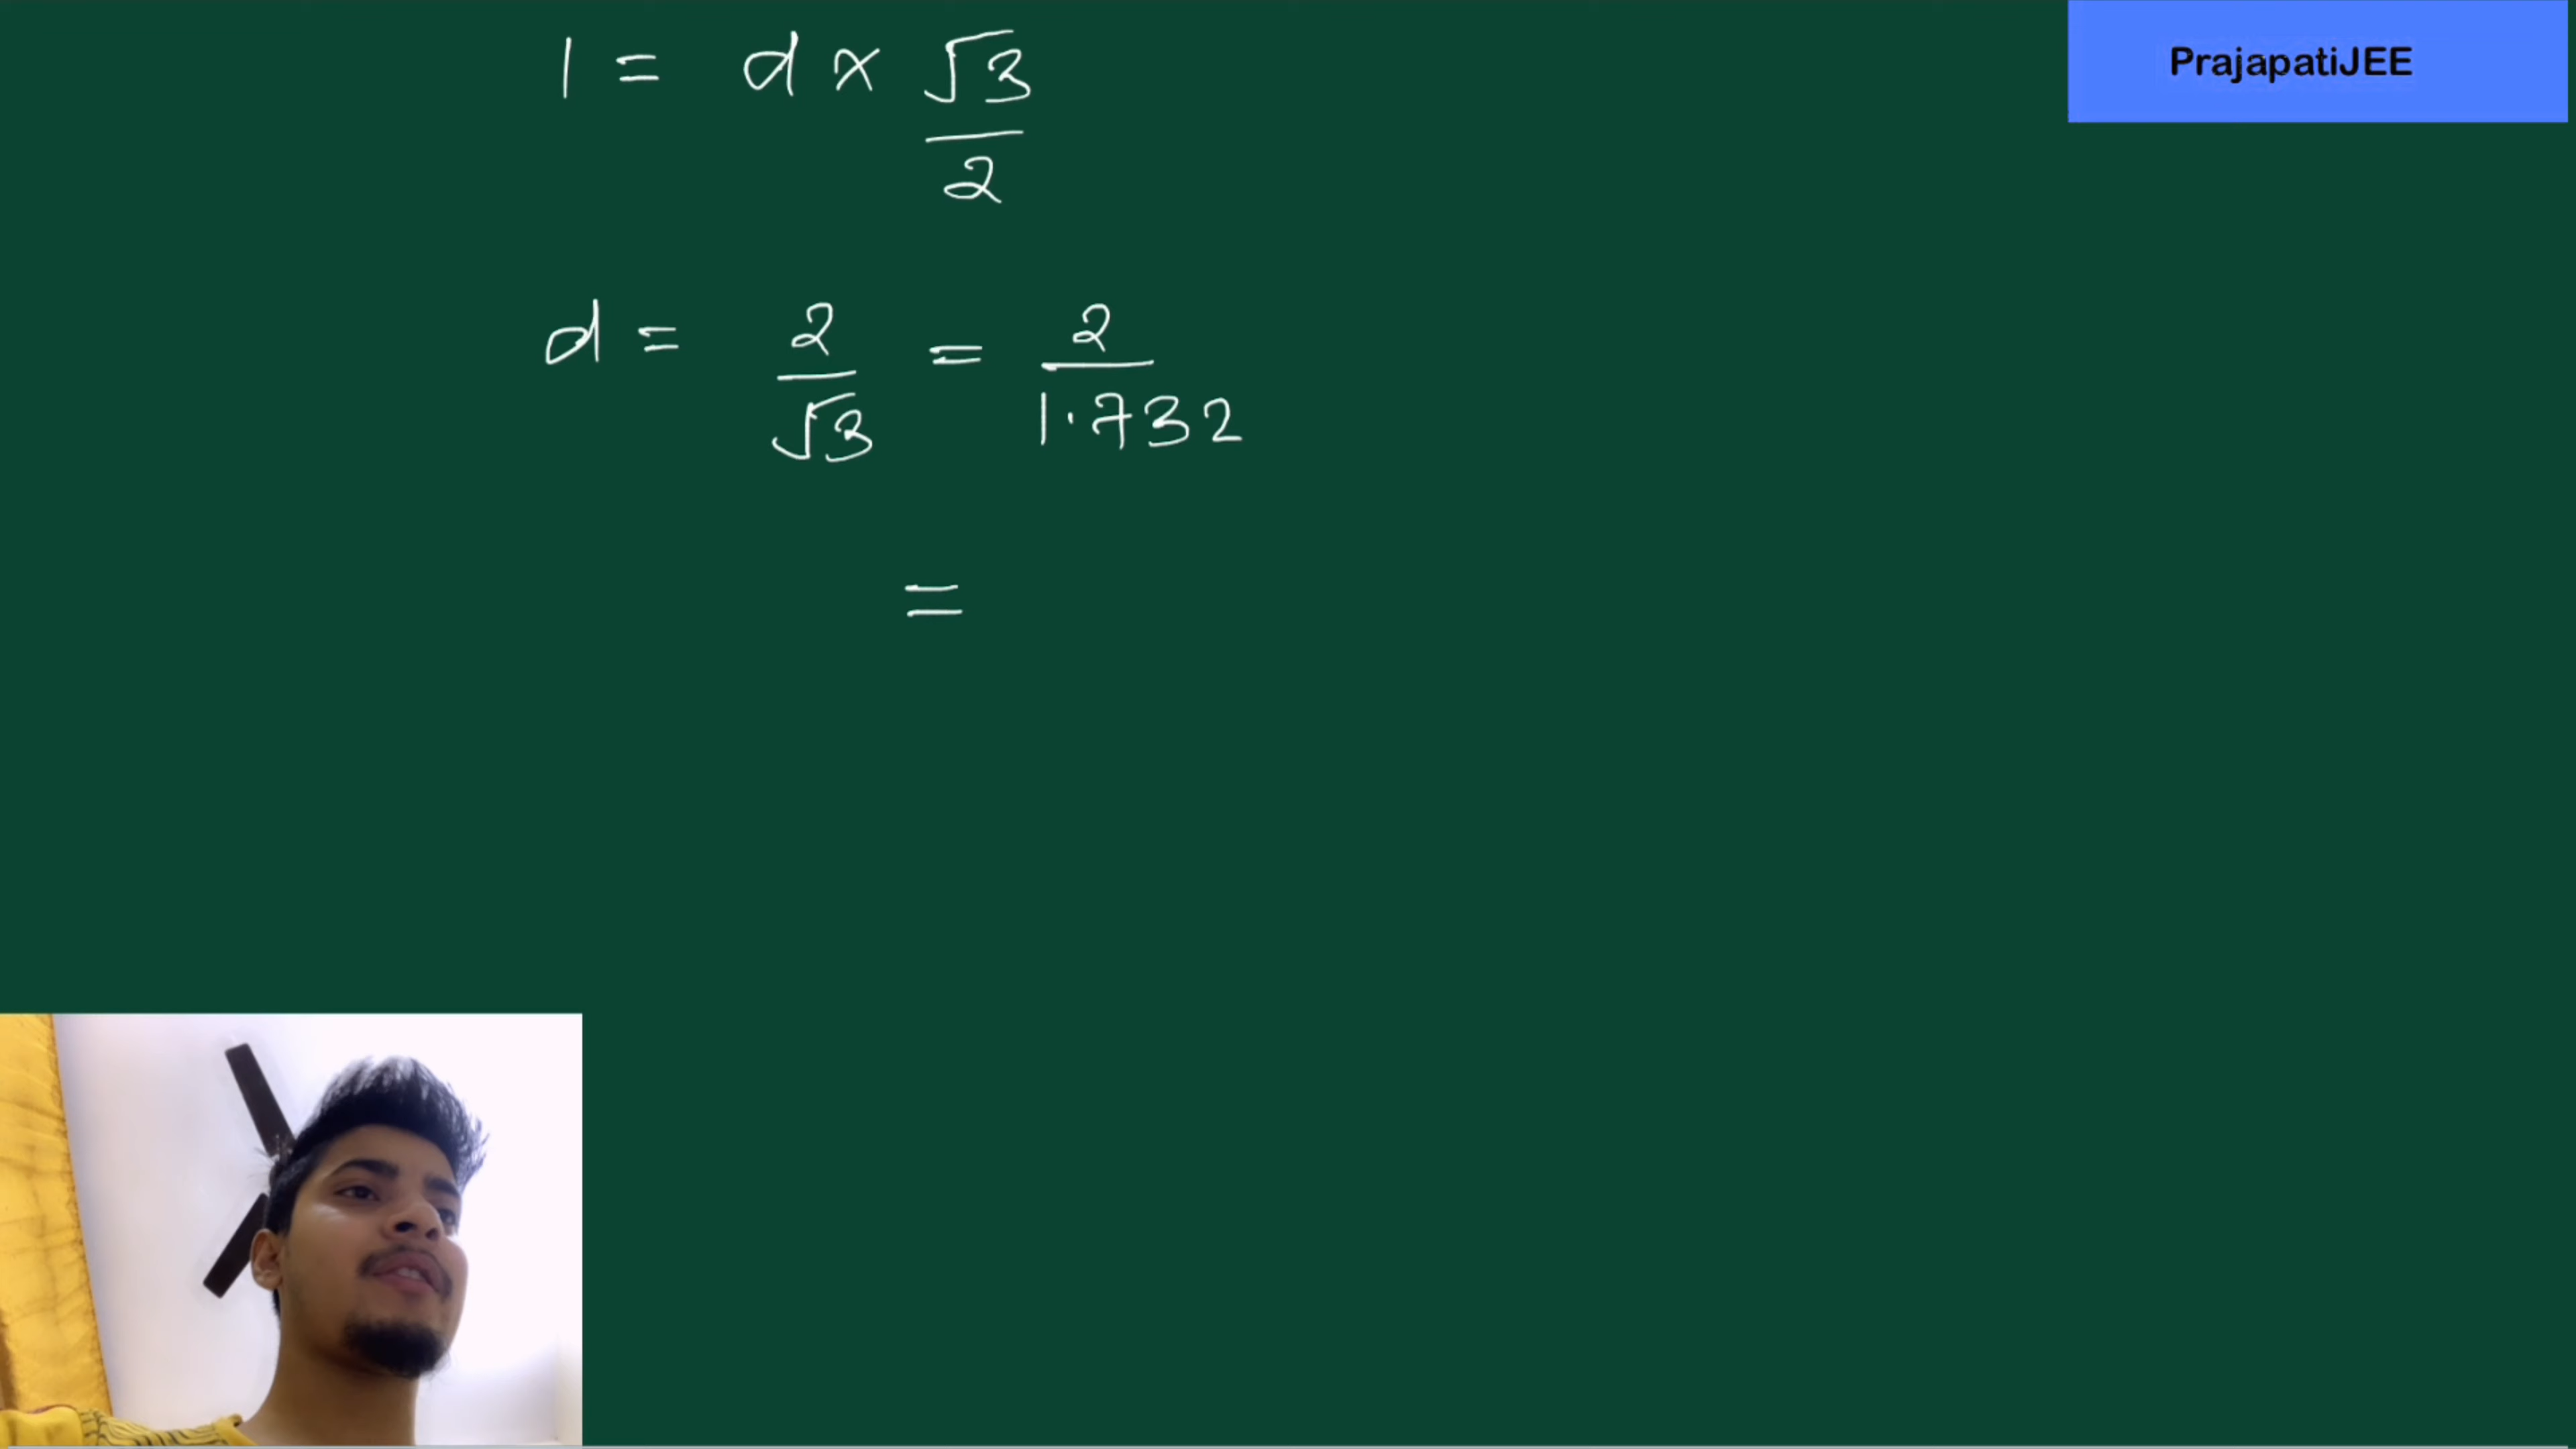 PrajapatiJEE
1 = d × √3/2
d = 2/√3 = 2/1.732
=